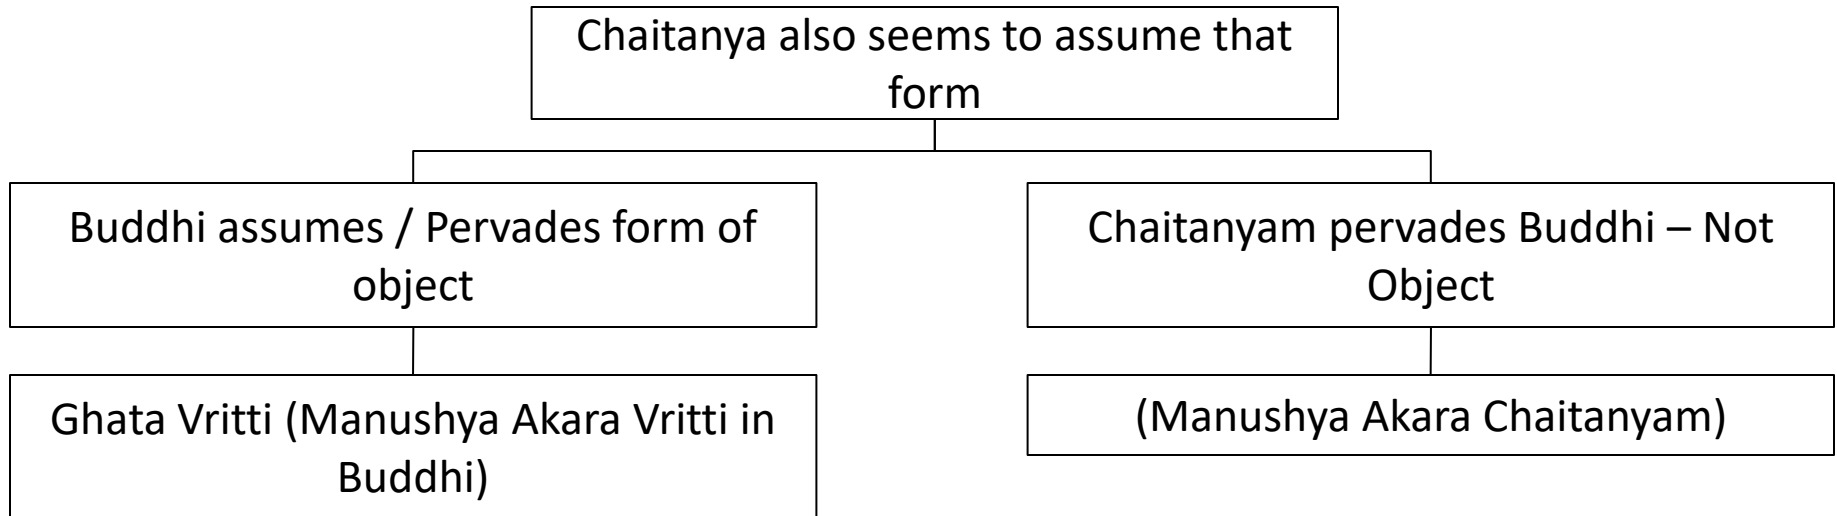 Chaitanya also seems to assume that
form
Buddhi assumes / Pervades form of
object
Chaitanyam pervades Buddhi – Not
Object
Ghata Vritti (Manushya Akara Vritti in
Buddhi)
(Manushya Akara Chaitanyam)